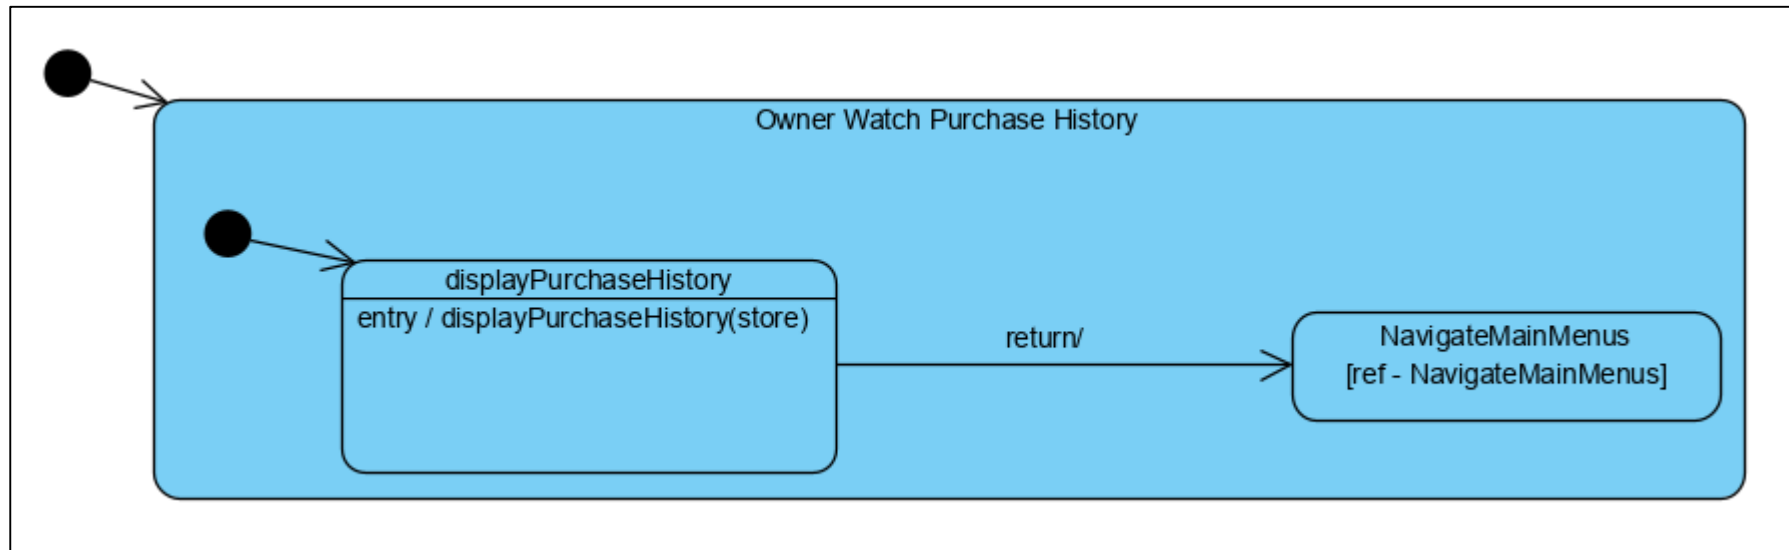 Owner Watch Purchase History
displayPurchaseHistory
entry / displayPurchaseHistory(store)
return/
NavigateMainMenus
[ref - NavigateMainMenus]